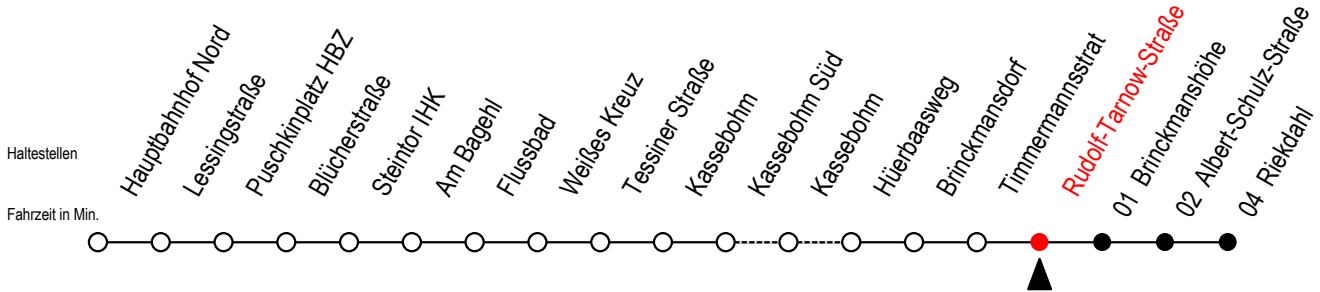 Haltestellen
Fahrzeit in Min.
Hauptbahnhof Nord
Lessingstraße
Puschkinplatz HBZ
Blücherstraße
Steintor IHK
Am Bagehl
Flussbad
Weißes Kreuz
Tessiner Straße
Kassebohm
Kassebohm Süd
Kassebohm
Hüerbaasweg
Brinckmansdorf
Timmermannsstrat
Rudolf-Tarnow-Straße
01 Brinckmanshöhe
02 Albert-Schulz-Straße
04 Riekdahl